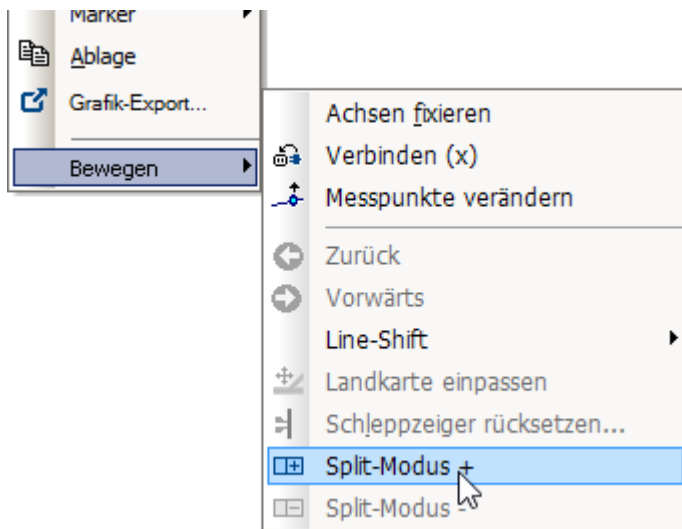 Marker
Ablage
Grafik-Export...
Bewegen
Achsen fixieren
Verbinden (x)
Messpunkte verändern
Zurück
Vorwärts
Line-Shift
Landkarte einpassen
Schleppzeiger rücksetzen...
Split-Modus +
Split-Modus -